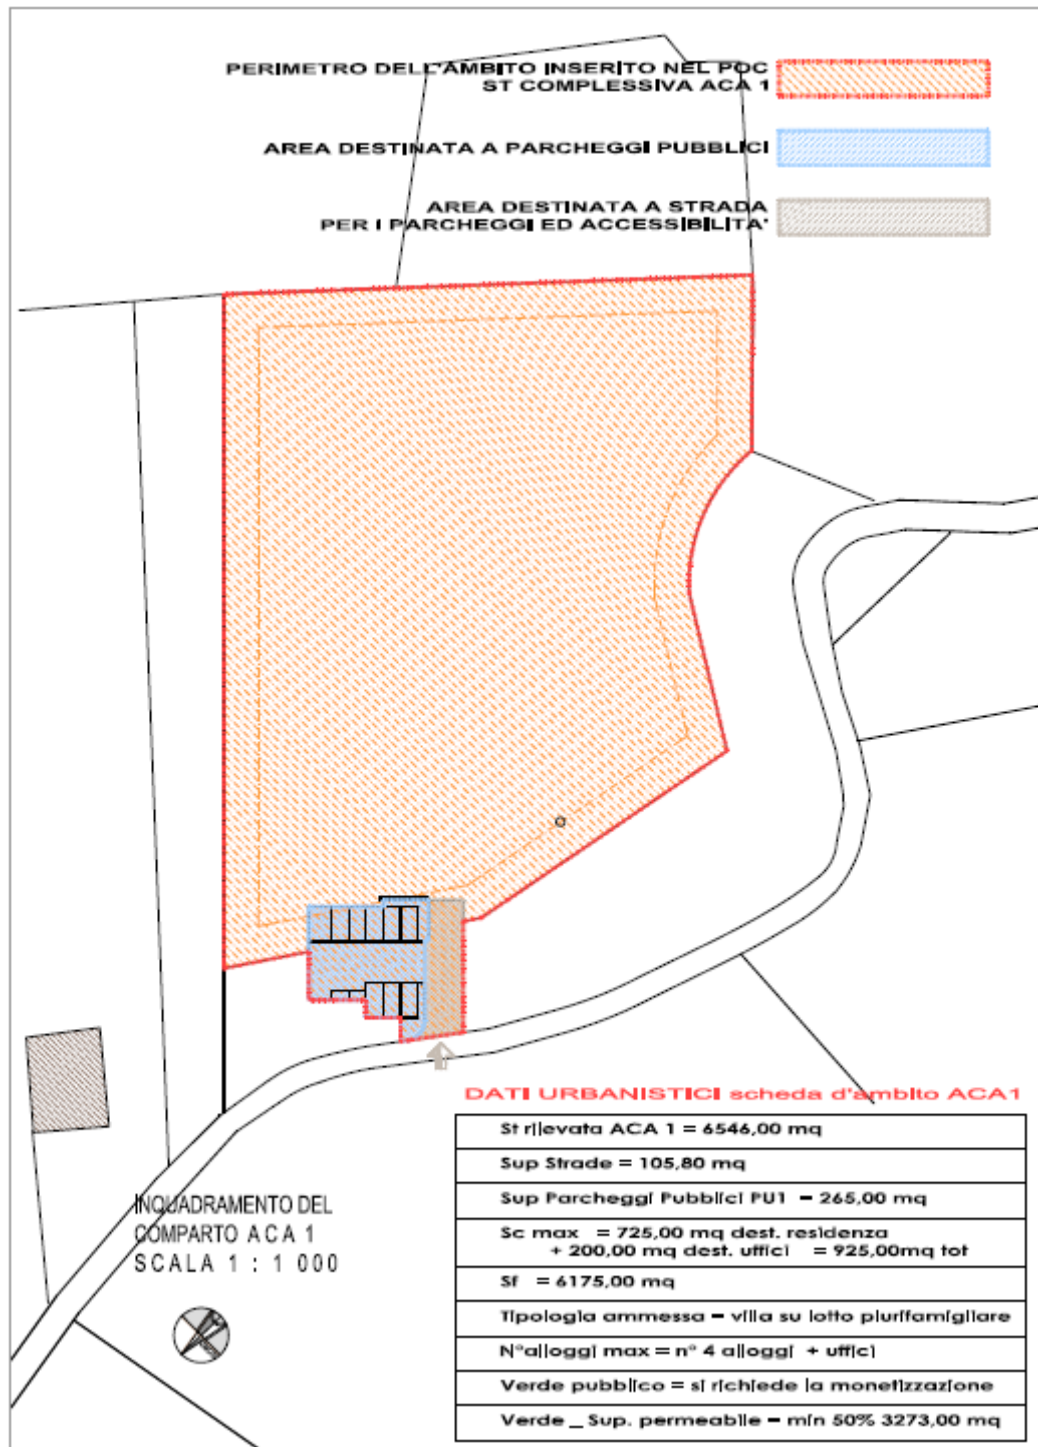 PERIMETRO DELL'AMBITO INSERITO NEL POC
ST COMPLESSIVA ACA 1
AREA DESTINATA A PARCHEGGI PUBBLICI
AREA DESTINATA A STRADA
PER I PARCHEGGI ED ACCESSIBILITA'
DATI URBANISTICI scheda d'ambito ACA1
St rilevata ACA 1 = 6546,00 mq
Sup Strade = 105,80 mq
Sup Parcheggi Pubblici PU1 = 265,00 mq
Sc max = 725,00 mq dest. residenza
+ 200,00 mq dest. uffici = 925,00mq tot
Sf = 6175,00 mq
Tipologia ammessa = villa su lotto plurifamigliare
N°alloggi max = n° 4 alloggi + uffici
Verde pubblico = si richiede la monetizzazione
Verde _ Sup. permeabile = min 50% 3273,00 mq
INQUADRAMENTO DEL
COMPARTO A C A 1
SCALA 1 : 1 000